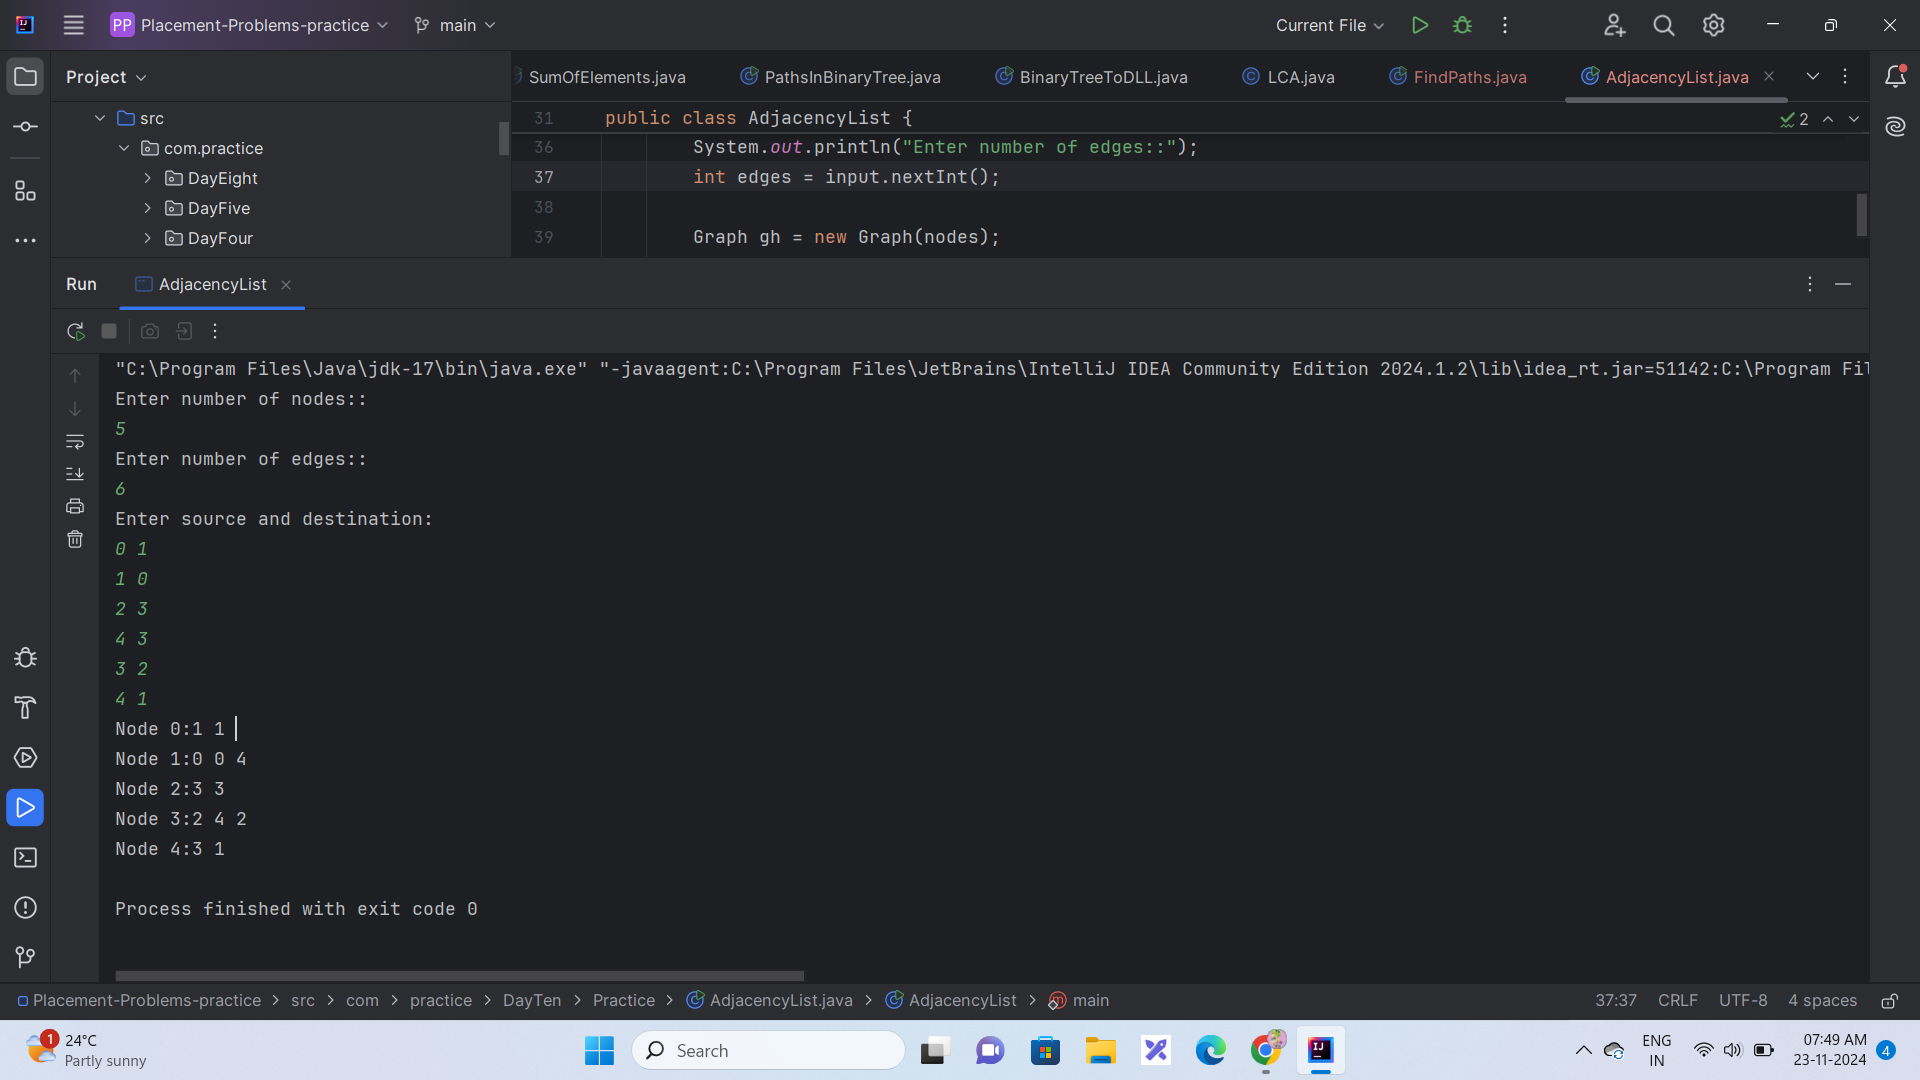 PP Placement-Problems-practice main Current File
Project
SumOfElements.java PathsInBinaryTree.java BinaryTreeToDLL.java LCA.java FindPaths.java AdjacencyList.java
src
com.practice
DayEight
DayFive
DayFour
31 public class AdjacencyList {
2
36 System.out.println("Enter number of edges::");
37 int edges = input.nextInt();
38
39 Graph gh = new Graph(nodes);
Run AdjacencyList
"C:\Program Files\Java\jdk-17\bin\java.exe" "-javaagent:C:\Program Files\JetBrains\IntelliJ IDEA Community Edition 2024.1.2\lib\idea_rt.jar=51142:C:\Program Fil
Enter number of nodes::
5
Enter number of edges::
6
Enter source and destination:
0 1
1 0
2 3
4 3
3 2
4 1
Node 0:1 1
Node 1:0 0 4
Node 2:3 3
Node 3:2 4 2
Node 4:3 1
Process finished with exit code 0
Placement-Problems-practice > src > com > practice > DayTen > Practice > AdjacencyList.java > AdjacencyList > main 37:37 CRLF UTF-8 4 spaces
1
24°C
Partly sunny
Search
ENG
IN
07:49 AM
23-11-2024
4